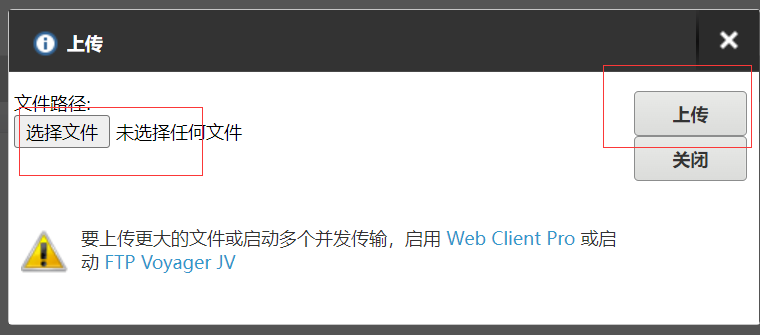 上传
文件路径:
选择文件 未选择任何文件
上传
关闭
要上传更大的文件或启动多个并发传输，启用 Web Client Pro 或启
动 FTP Voyager JV